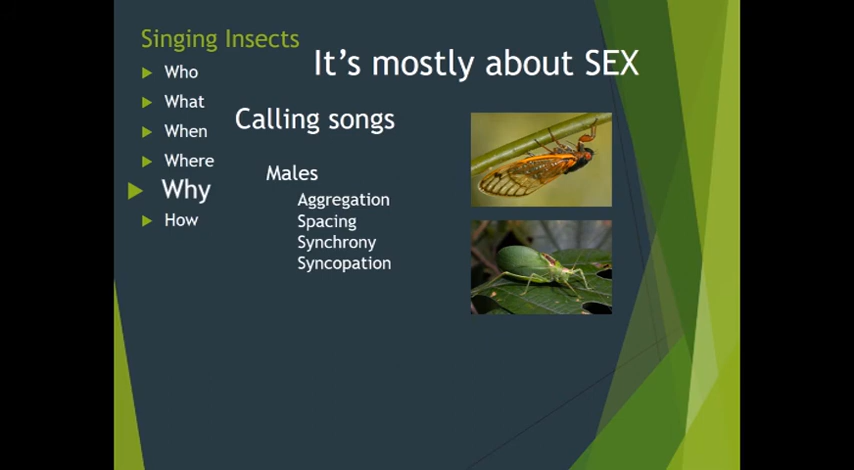 Singing Insects
It's mostly about SEX
Who
What
When
Where
Why
How
Calling songs
Males
Aggregation
Spacing
Synchrony
Syncopation